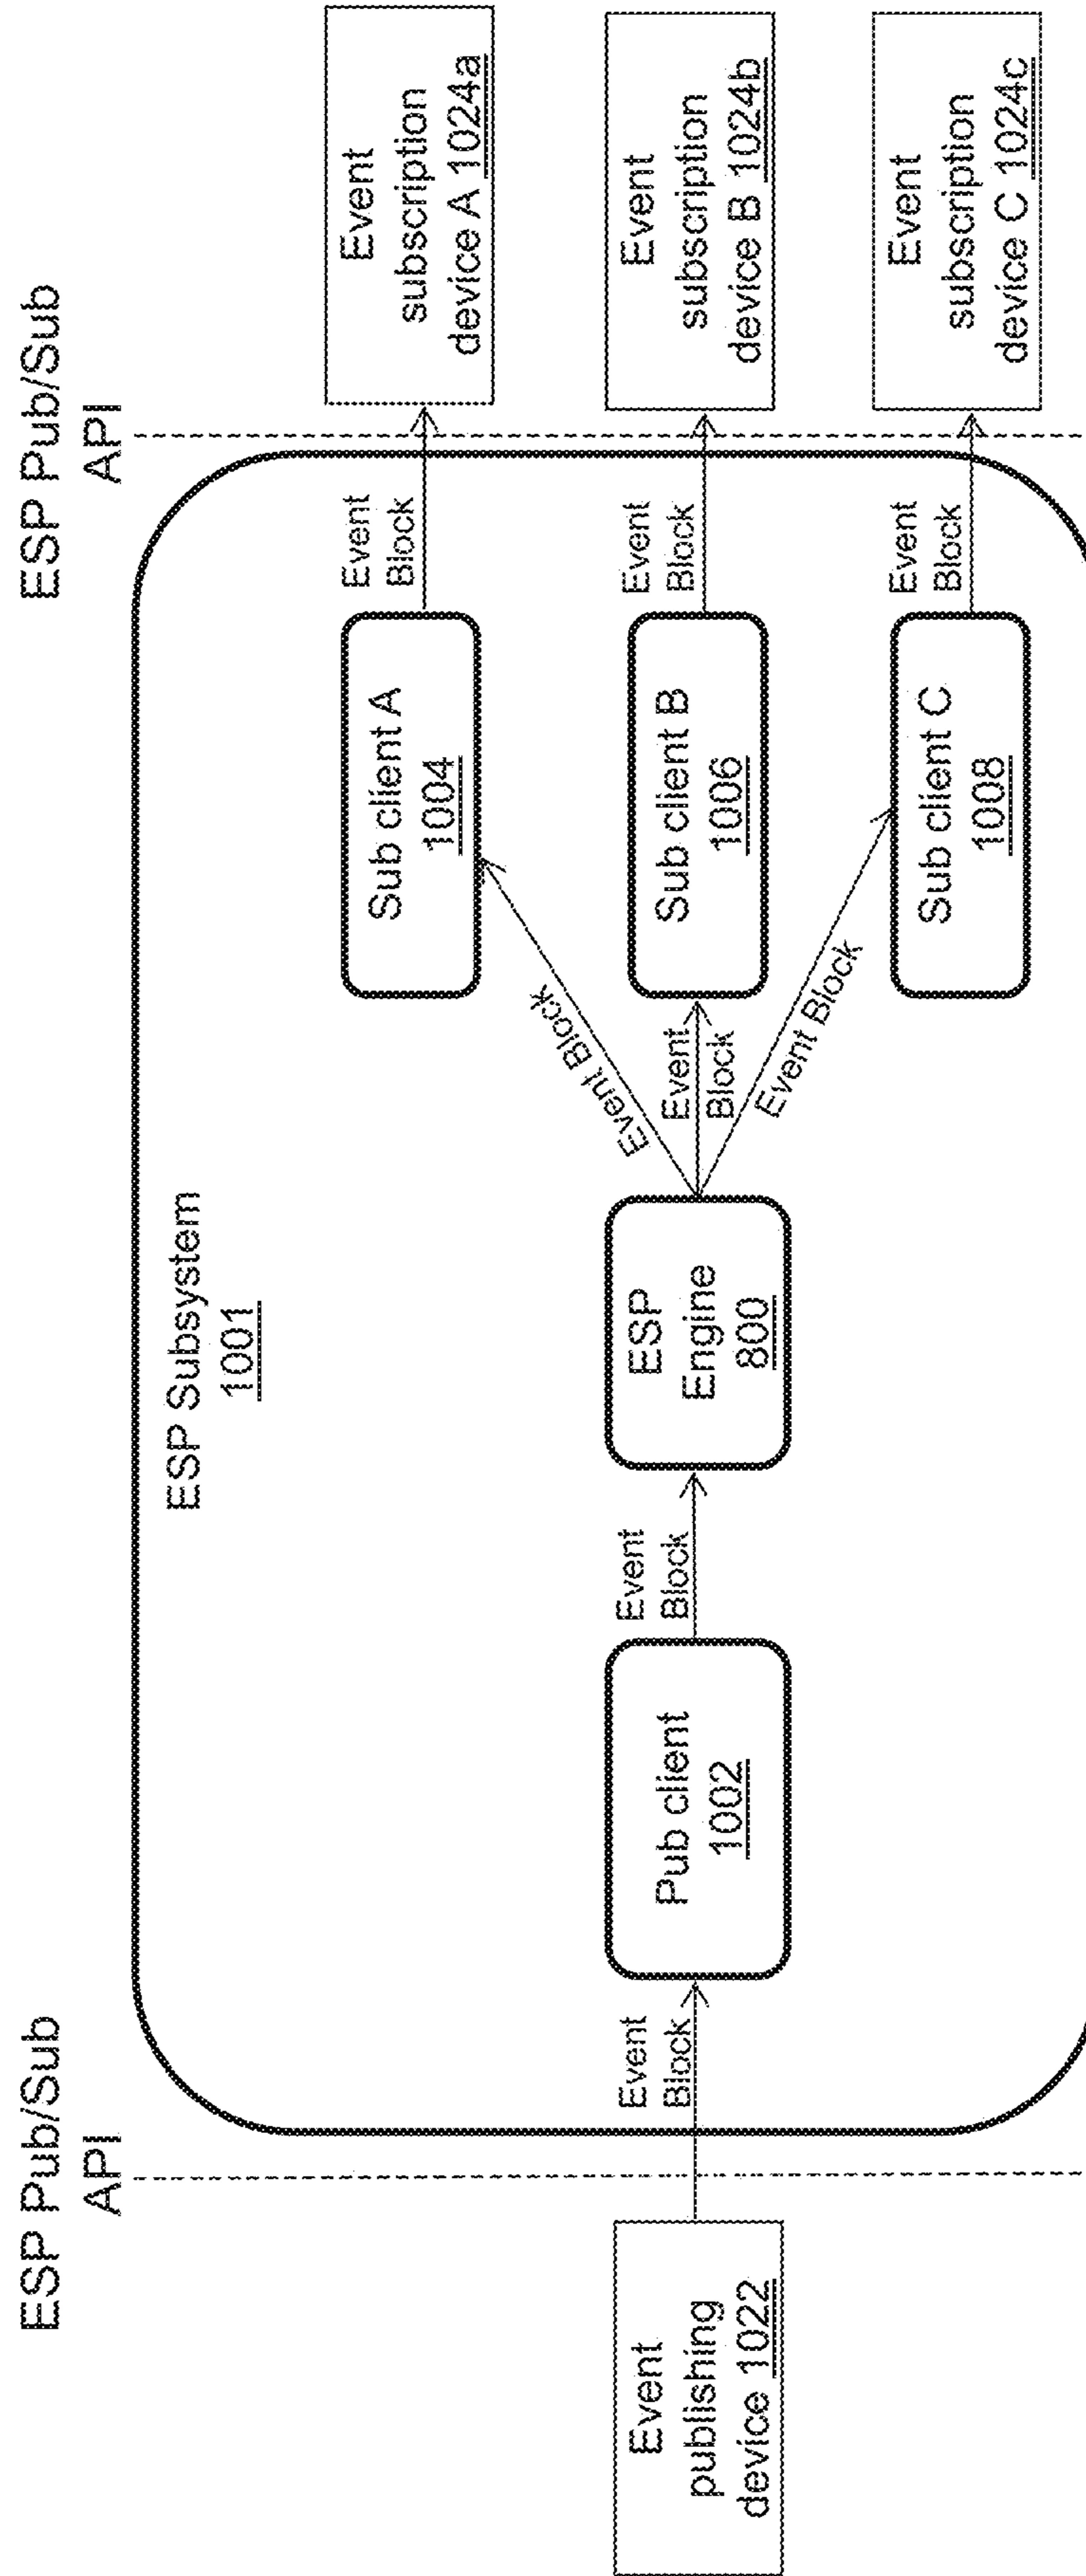 ESP Pub/Sub
API
ESP Pub/Sub
API
ESP Subsystem
1001
Event
publishing
device 1022
Event
Block
Pub client
1002
Event
Block
ESP
Engine
800
Event Block
Event
Block
Event Block
Sub client A
1004
Sub client B
1006
Sub client C
1008
Event
Block
Event
Block
Event
Block
Event
subscription
device A 1024a
Event
subscription
device B 1024b
Event
subscription
device C 1024c